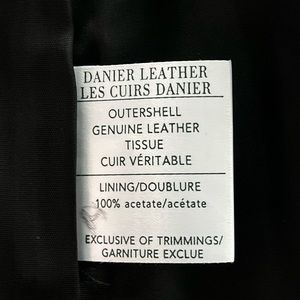 DANIER LEATHER
LES CUIRS DANIER
OUTERSHELL
GENUINE LEATHER
TISSUE
CUIR VÉRITABLE
LINING/DOUBLURE
100% acetate/acétate
EXCLUSIVE OF TRIMMINGS/
GARNITURE EXCLUE